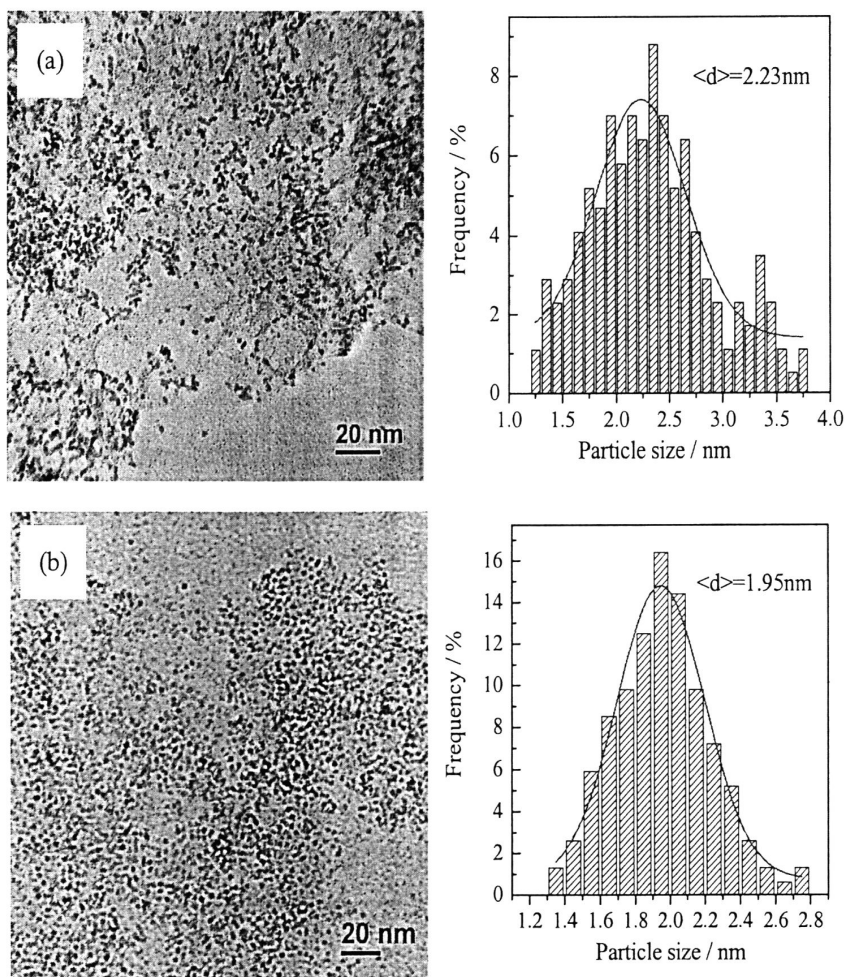 (a)
20 nm
<d>=2.23nm
Frequency / %
8
6
4
2
0
1.0 1.5 2.0 2.5 3.0 3.5 4.0
Particle size / nm
(b)
20 nm
<d>=1.95nm
Frequency / %
16
14
12
10
8
6
4
2
0
1.2 1.4 1.6 1.8 2.0 2.2 2.4 2.6 2.8
Particle size / nm